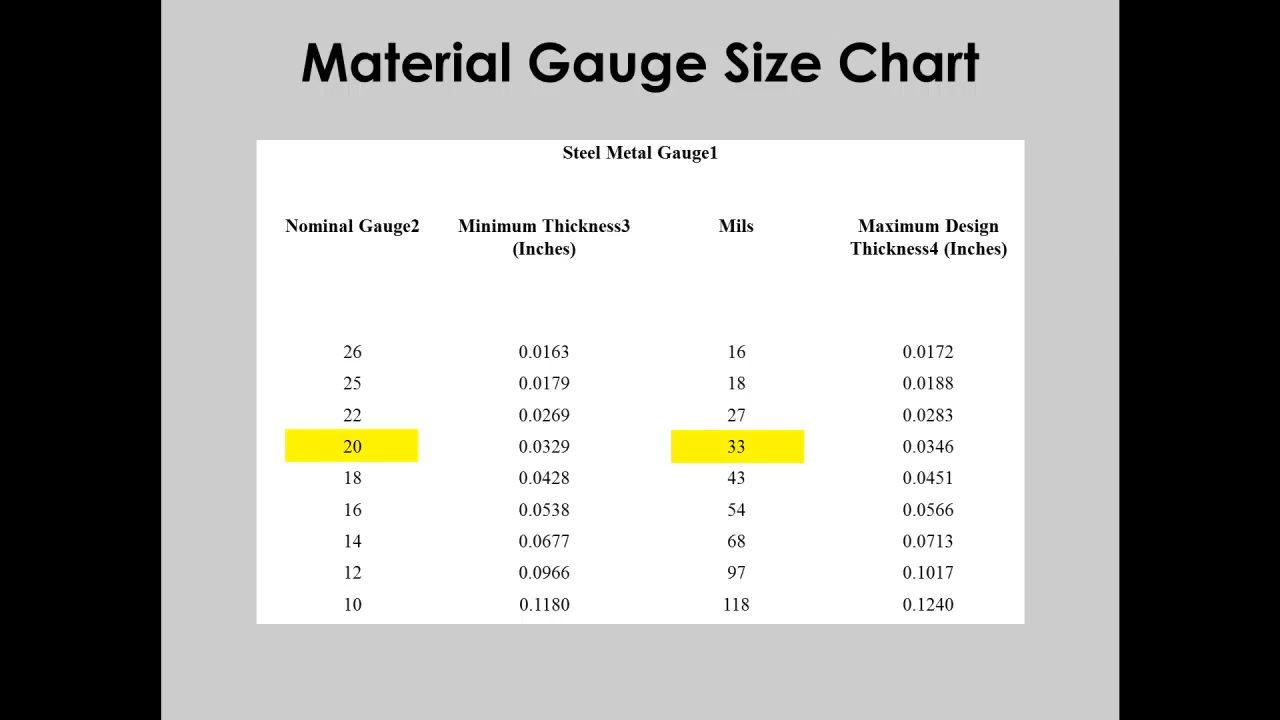 Material Gauge Size Chart
Steel Metal Gauge1
Nominal Gauge2 Minimum Thickness3 (Inches) Mils Maximum Design Thickness4 (Inches)
26 0.0163 16 0.0172
25 0.0179 18 0.0188
22 0.0269 27 0.0283
20 0.0329 33 0.0346
18 0.0428 43 0.0451
16 0.0538 54 0.0566
14 0.0677 68 0.0713
12 0.0966 97 0.1017
10 0.1180 118 0.1240